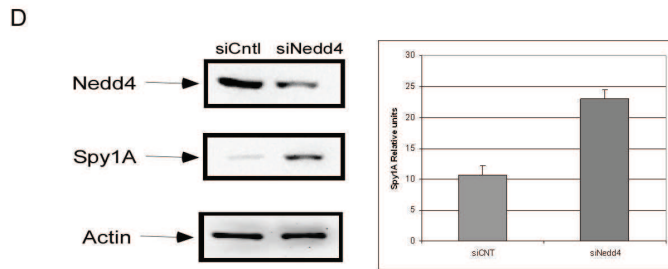 D
siCntl siNedd4
Nedd4
Spy1A
Actin
Spy1A Relative units
30
25
20
15
10
5
0
siCNT siNedd4